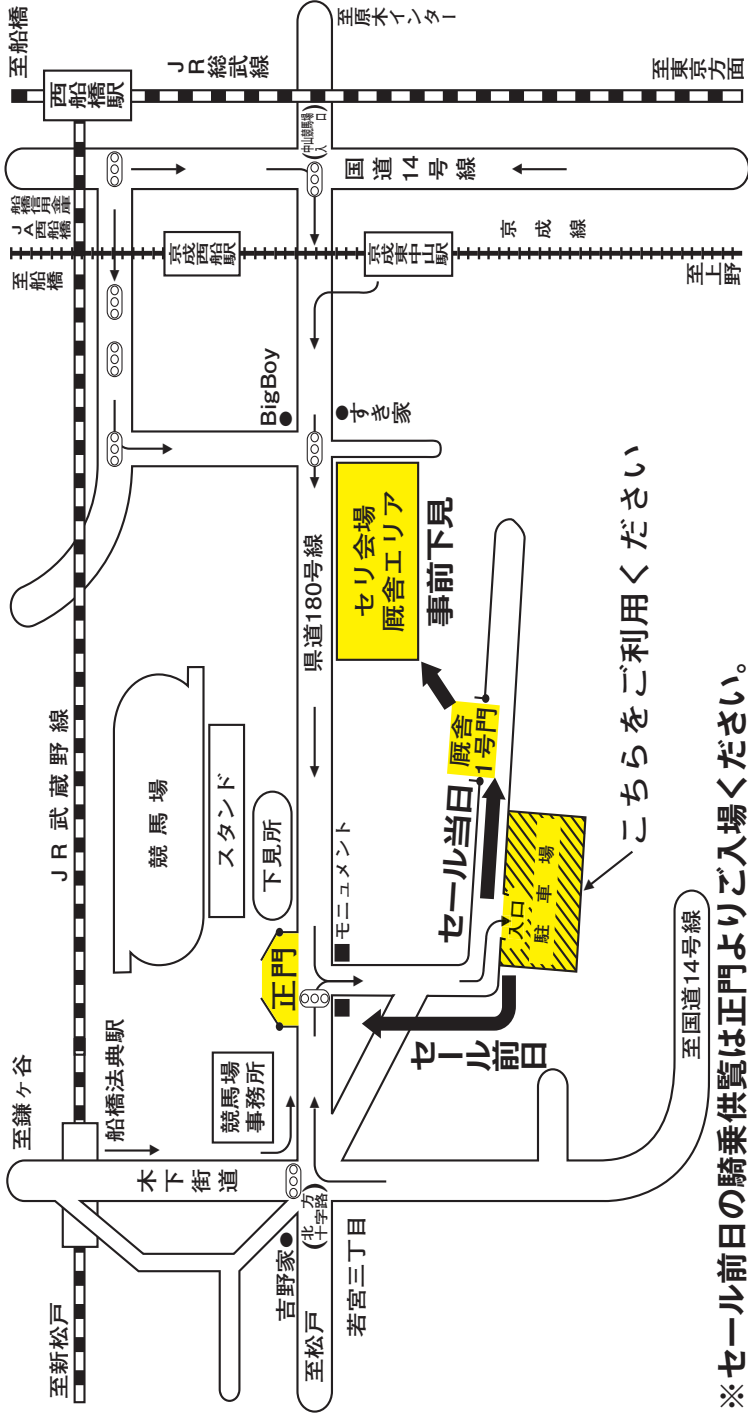 至新松戸
至鎌ヶ谷
船橋法典駅
JR武蔵野線
西船橋駅
至船橋
JR総武線
至東京方面
至原木インター
国道14号線
(中山競馬場入口)
船橋信用金庫
JA西船橋
至船橋
京成西船駅
京成東中山駅
京成線
至上野
BigBoy
すき家
競馬場
スタンド
下見所
正門
県道180号線
競馬場
事務所
木下街道
吉野家
(北方十字路)
至松戸
若宮三丁目
モニュメント
セリ会場
厩舎エリア
事前下見
厩舎
1号門
セール当日
セール前日
入口
駐車場
こちらをご利用ください
至国道14号線
※セール前日の騎乗供覧は正門よりご入場ください。